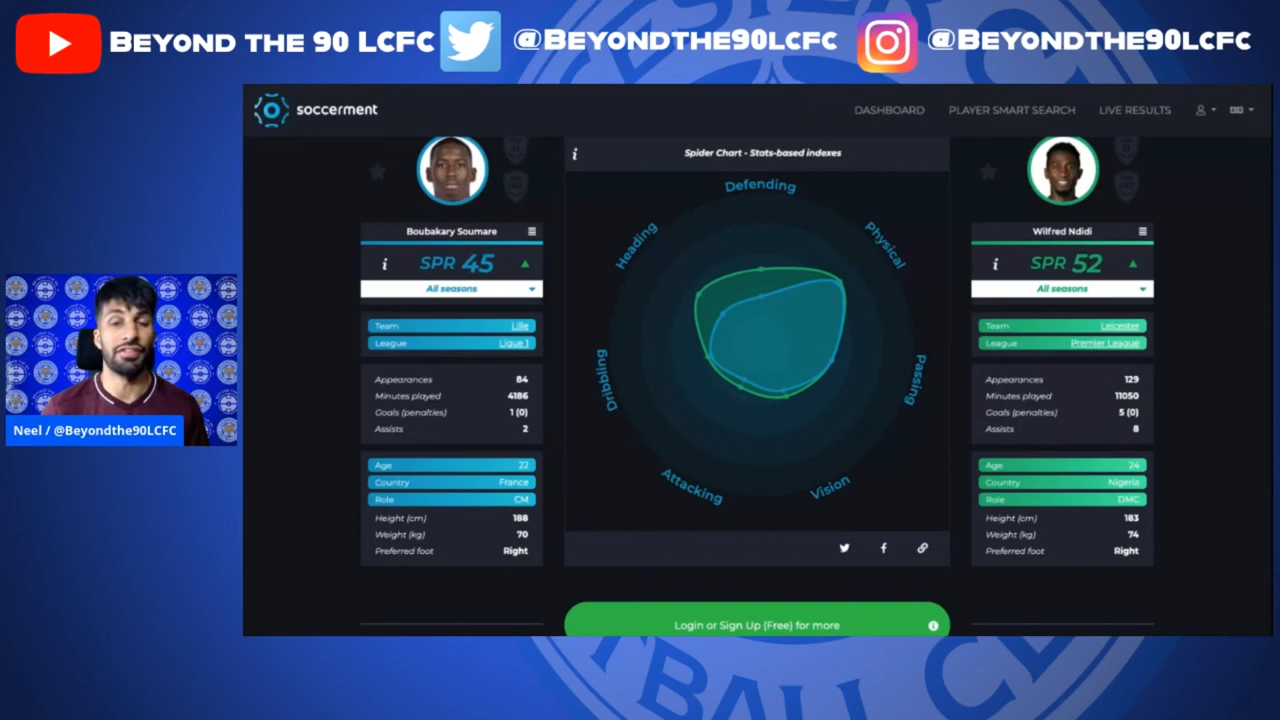 BEYOND THE 90 LCFC
@BEYONDTHE90LCFC
@BEYONDTHE90LCFC
soccerment
DASHBOARD
PLAYER SMART SEARCH
LIVE RESULTS
Boubakary Soumare
i SPR 45
All seasons
Team Lille
League Ligue 1
Appearances 84
Minutes played 4186
Goals (penalties) 1 (0)
Assists 2
Age 22
Country France
Role CM
Height (cm) 188
Weight (kg) 70
Preferred foot Right
i Spider Chart - Stats-based indexes
Defending
Physical
Passing
Vision
Attacking
Dribbling
Heading
Login or Sign Up (Free) for more
Wilfred Ndidi
i SPR 52
All seasons
Team Leicester
League Premier League
Appearances 129
Minutes played 11050
Goals (penalties) 5 (0)
Assists 8
Age 24
Country Nigeria
Role DMC
Height (cm) 183
Weight (kg) 74
Preferred foot Right
Neel / @Beyondthe90LCFC